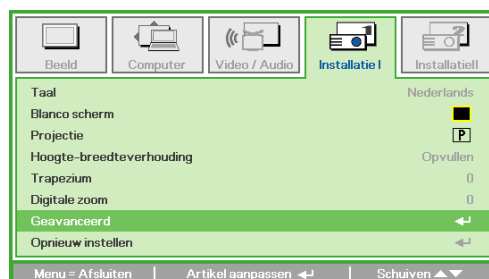 Beeld Computer Video / Audio Installatie I InstallatieII
Taal Nederlands
Blanco scherm
Projectie P
Hoogte-breedteverhouding Opvullen
Trapezium 0
Digitale zoom 0
Geavanceerd
Opnieuw instellen
Menu = Afsluiten | Artikel aanpassen | Schuiven